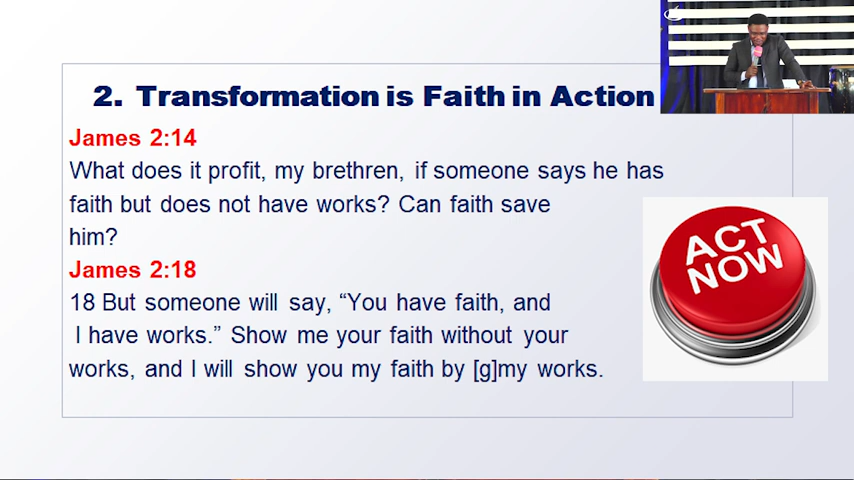 2. Transformation is Faith in Action
James 2:14
What does it profit, my brethren, if someone says he has
faith but does not have works? Can faith save
him?
James 2:18
18 But someone will say, “You have faith, and
I have works.” Show me your faith without your
works, and I will show you my faith by [g]my works.
ACT
NOW